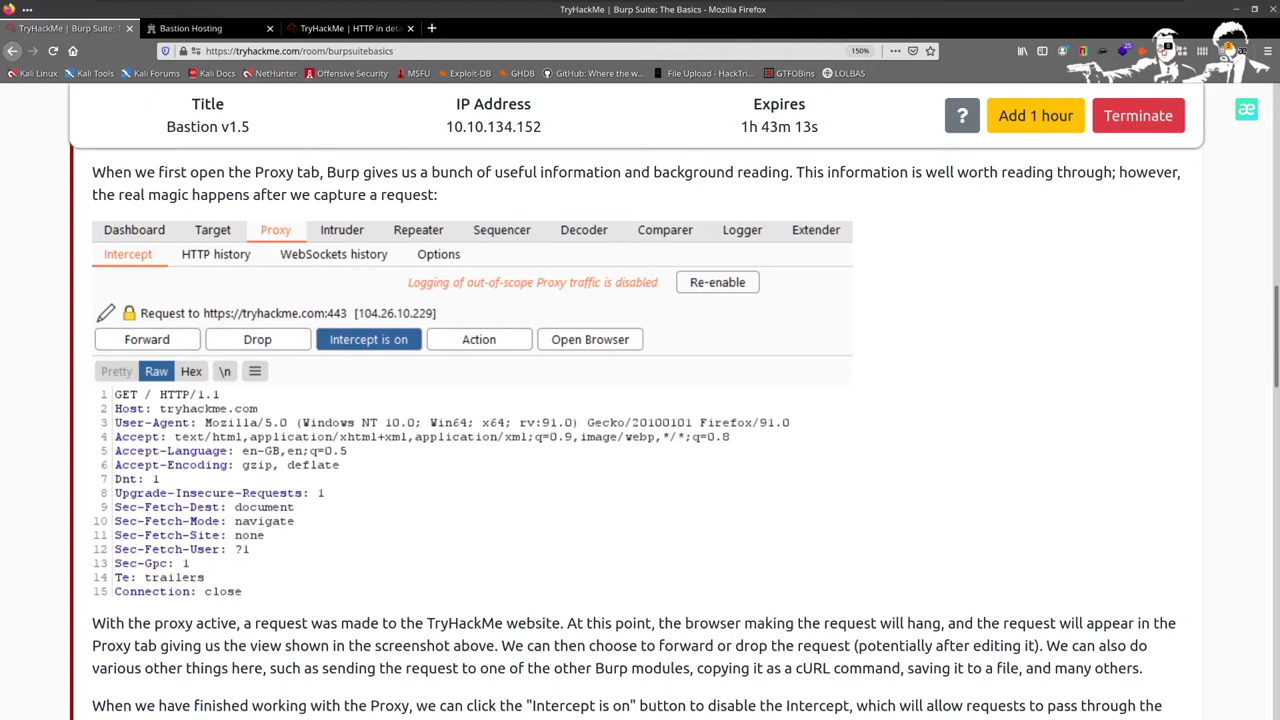 TryHackMe | Burp Suite: The Basics - Mozilla Firefox
TryHackMe | Burp Suite: T
Bastion Hosting
TryHackMe | HTTP in deta
https://tryhackme.com/room/burpsuitebasics
150%
Kali Linux
Kali Tools
Kali Forums
Kali Docs
NetHunter
Offensive Security
MSFU
Exploit-DB
GHDB
GitHub: Where the w...
File Upload - HackTri...
GTFOBins
LOLBAS
Title
IP Address
Expires
Bastion v1.5
10.10.134.152
1h 43m 13s
?
Add 1 hour
Terminate
æ
When we first open the Proxy tab, Burp gives us a bunch of useful information and background reading. This information is well worth reading through; however,
the real magic happens after we capture a request:
Dashboard Target Proxy Intruder Repeater Sequencer Decoder Comparer Logger Extender
Intercept HTTP history WebSockets history Options
Logging of out-of-scope Proxy traffic is disabled
Re-enable
Request to https://tryhackme.com:443 [104.26.10.229]
Forward Drop Intercept is on Action Open Browser
Pretty Raw Hex \n
1 GET / HTTP/1.1
2 Host: tryhackme.com
3 User-Agent: Mozilla/5.0 (Windows NT 10.0; Win64; x64; rv:91.0) Gecko/20100101 Firefox/91.0
4 Accept: text/html,application/xhtml+xml,application/xml;q=0.9,image/webp,*/*;q=0.8
5 Accept-Language: en-GB,en;q=0.5
6 Accept-Encoding: gzip, deflate
7 Dnt: 1
8 Upgrade-Insecure-Requests: 1
9 Sec-Fetch-Dest: document
10 Sec-Fetch-Mode: navigate
11 Sec-Fetch-Site: none
12 Sec-Fetch-User: ?1
13 Sec-Gpc: 1
14 Te: trailers
15 Connection: close
With the proxy active, a request was made to the TryHackMe website. At this point, the browser making the request will hang, and the request will appear in the
Proxy tab giving us the view shown in the screenshot above. We can then choose to forward or drop the request (potentially after editing it). We can also do
various other things here, such as sending the request to one of the other Burp modules, copying it as a cURL command, saving it to a file, and many others.
When we have finished working with the Proxy, we can click the "Intercept is on" button to disable the Intercept, which will allow requests to pass through the